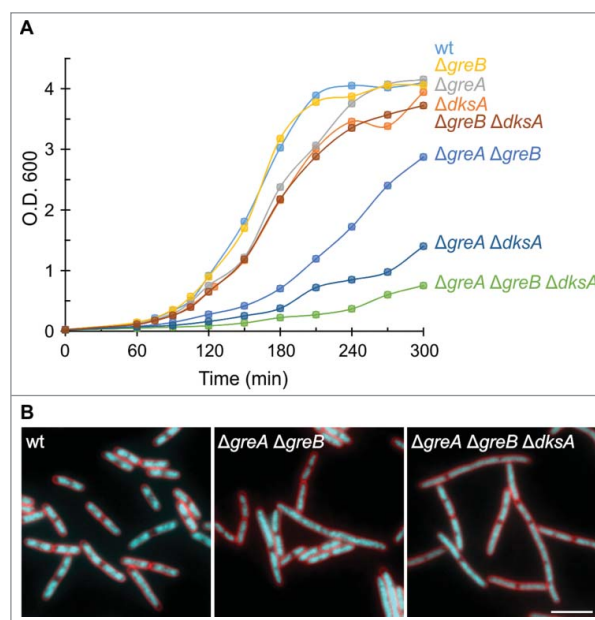 A
wt
ΔgreB
ΔgreA
ΔdksA
ΔgreB ΔdksA
ΔgreA ΔgreB
ΔgreA ΔdksA
ΔgreA ΔgreB ΔdksA
4
3
2
1
0
O.D. 600
0 60 120 180 240 300
Time (min)
B
wt
ΔgreA ΔgreB
ΔgreA ΔgreB ΔdksA